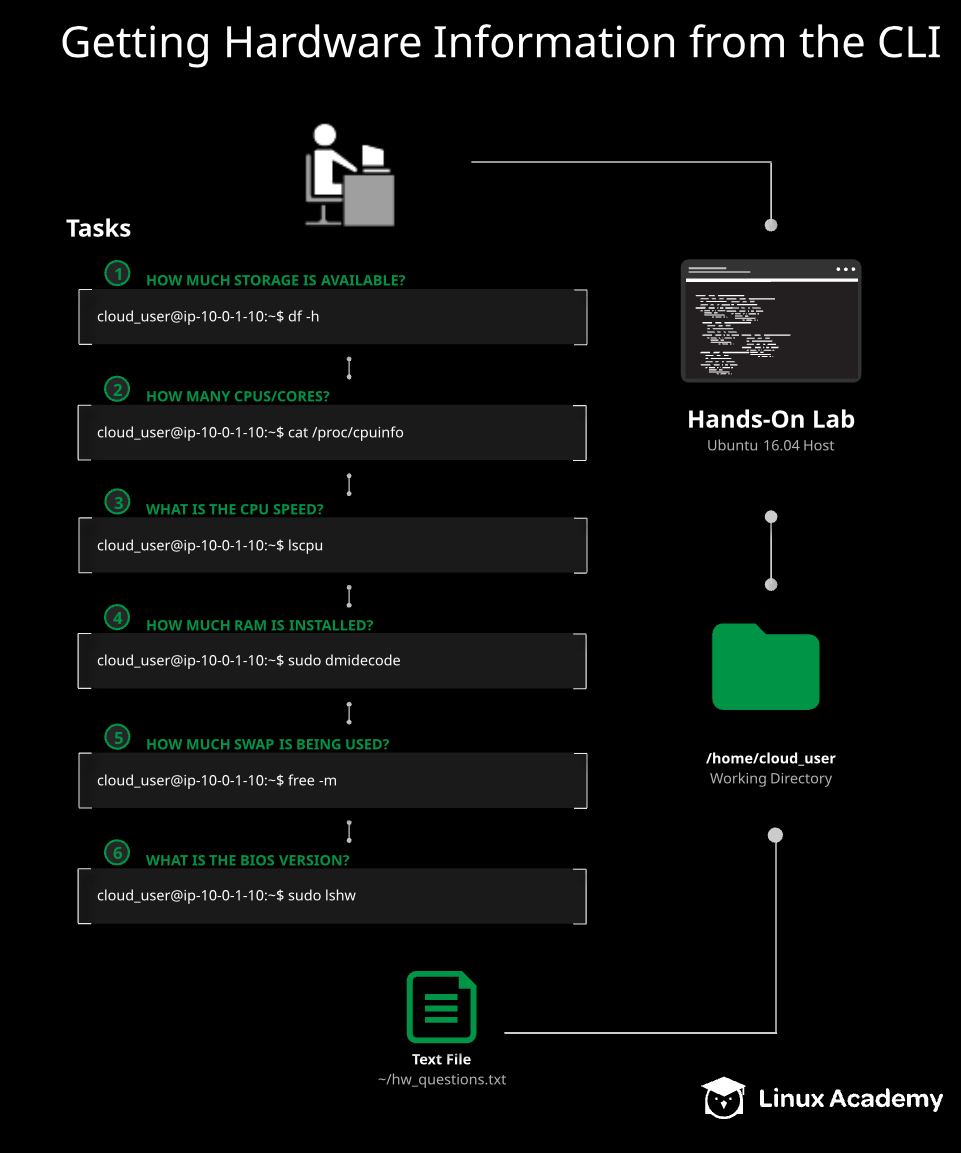 Getting Hardware Information from the CLI
Tasks
1
HOW MUCH STORAGE IS AVAILABLE?
cloud_user@ip-10-0-1-10:~$ df -h
2
HOW MANY CPUS/CORES?
cloud_user@ip-10-0-1-10:~$ cat /proc/cpuinfo
3
WHAT IS THE CPU SPEED?
cloud_user@ip-10-0-1-10:~$ lscpu
4
HOW MUCH RAM IS INSTALLED?
cloud_user@ip-10-0-1-10:~$ sudo dmidecode
5
HOW MUCH SWAP IS BEING USED?
cloud_user@ip-10-0-1-10:~$ free -m
6
WHAT IS THE BIOS VERSION?
cloud_user@ip-10-0-1-10:~$ sudo lshw
Hands-On Lab
Ubuntu 16.04 Host
/home/cloud_user
Working Directory
Text File
~/hw_questions.txt
Linux Academy